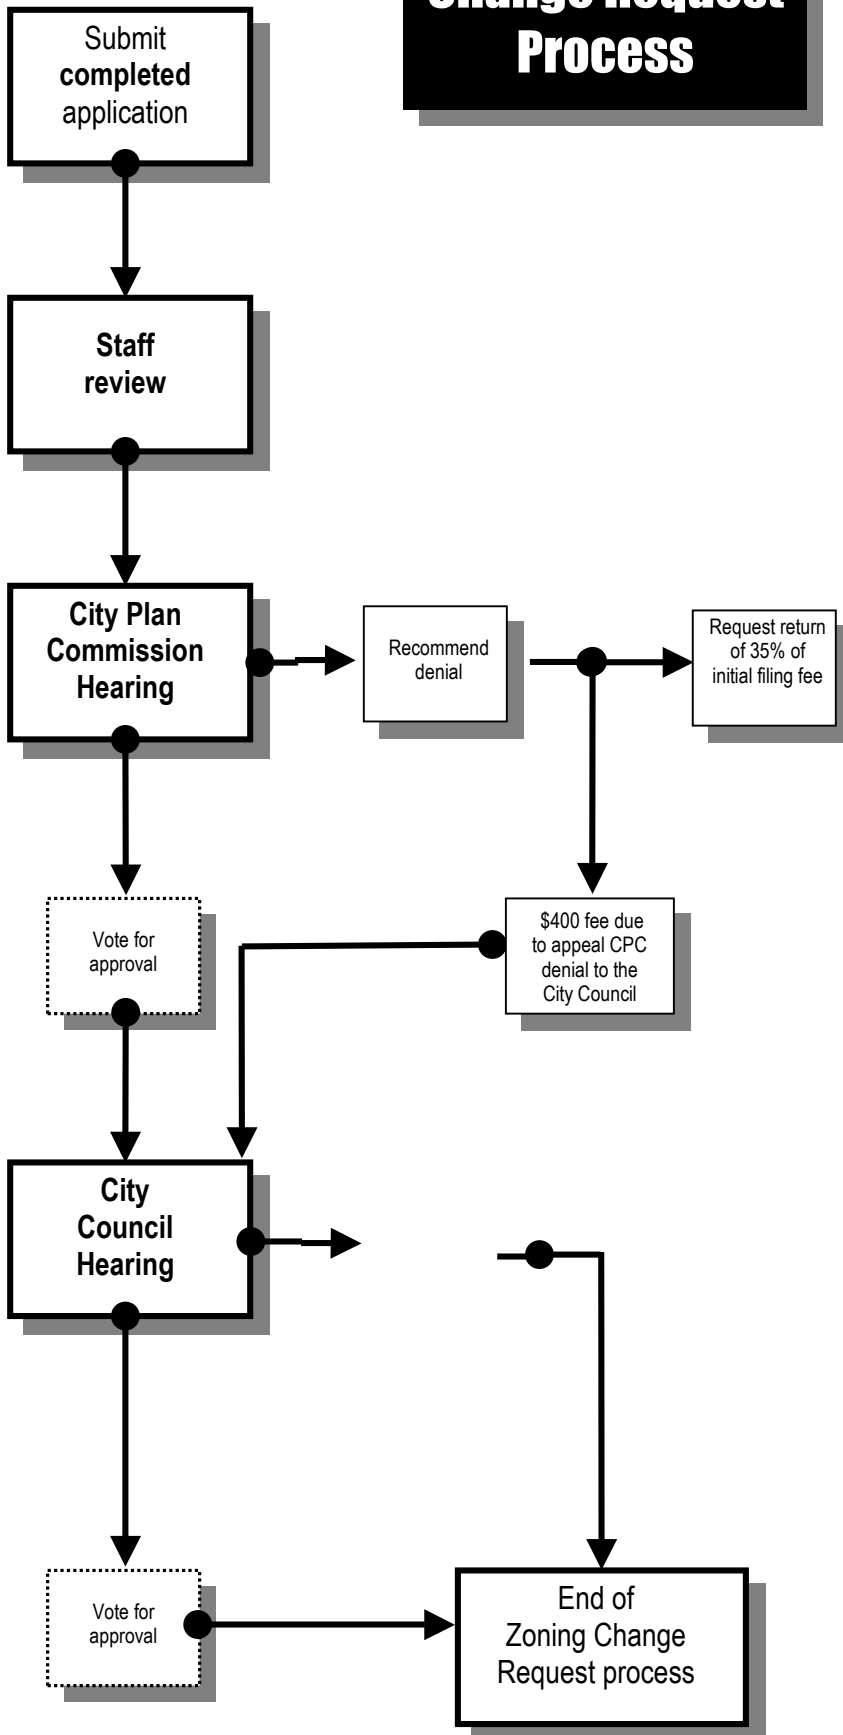 Change Request
Process
Submit
completed
application
Staff
review
City Plan
Commission
Hearing
Recommend
denial
Request return
of 35% of
initial filing fee
Vote for
approval
$400 fee due
to appeal CPC
denial to the
City Council
City
Council
Hearing
Vote for
approval
End of
Zoning Change
Request process